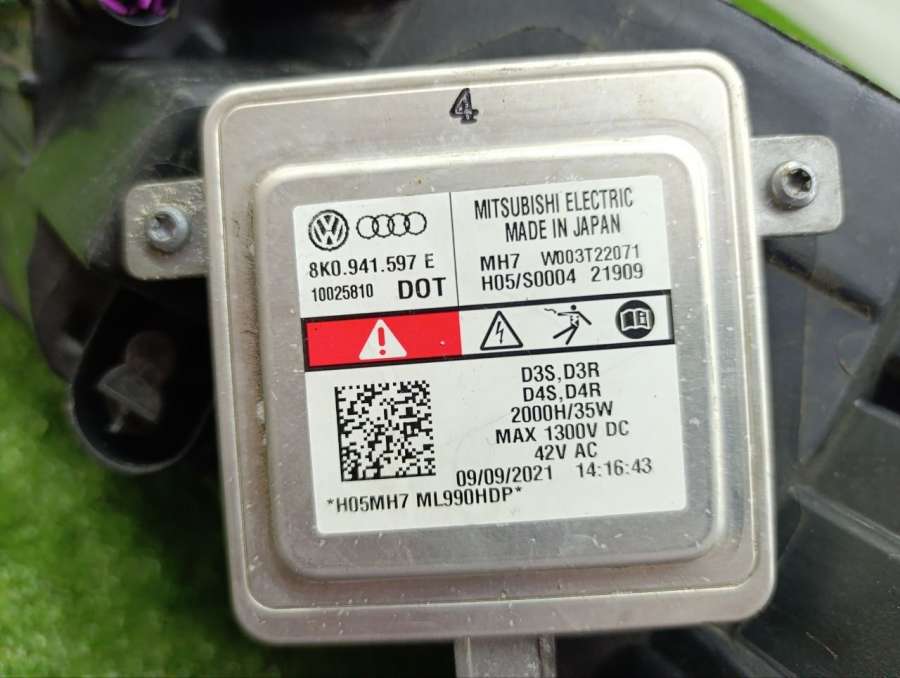 4
8K0.941.597 E
10025810 DOT
MITSUBISHI ELECTRIC
MADE IN JAPAN
MH7 W003T22071
H05/S0004 21909
D3S,D3R
D4S,D4R
2000H/35W
MAX 1300V DC
42V AC
09/09/2021 14:16:43
*H05MH7 ML990HDP*